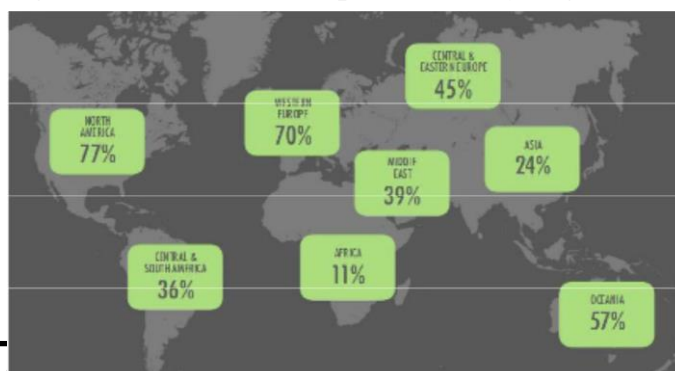 CENTRAL &
EASTERN EUROPE
45%
WESTERN
EUROPE
70%
NORTH
AMERICA
77%
ASIA
24%
MIDDLE
EAST
39%
AFRICA
11%
CENTRAL &
SOUTH AMERICA
36%
OCEANIA
57%